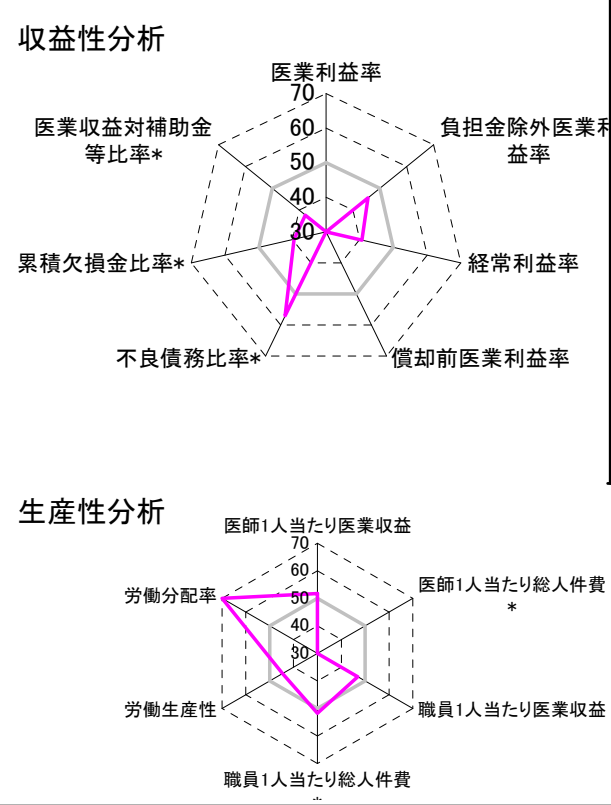 収益性分析
医業利益率
70
60
50
40
30
医業収益対補助金
等比率*
負担金除外医業利
益率
累積欠損金比率*
経常利益率
不良債務比率*
償却前医業利益率
生産性分析
医師1人当たり医業収益
70
60
50
40
30
労働分配率
医師1人当たり総人件費
*
労働生産性
職員1人当たり医業収益
職員1人当たり総人件費
*